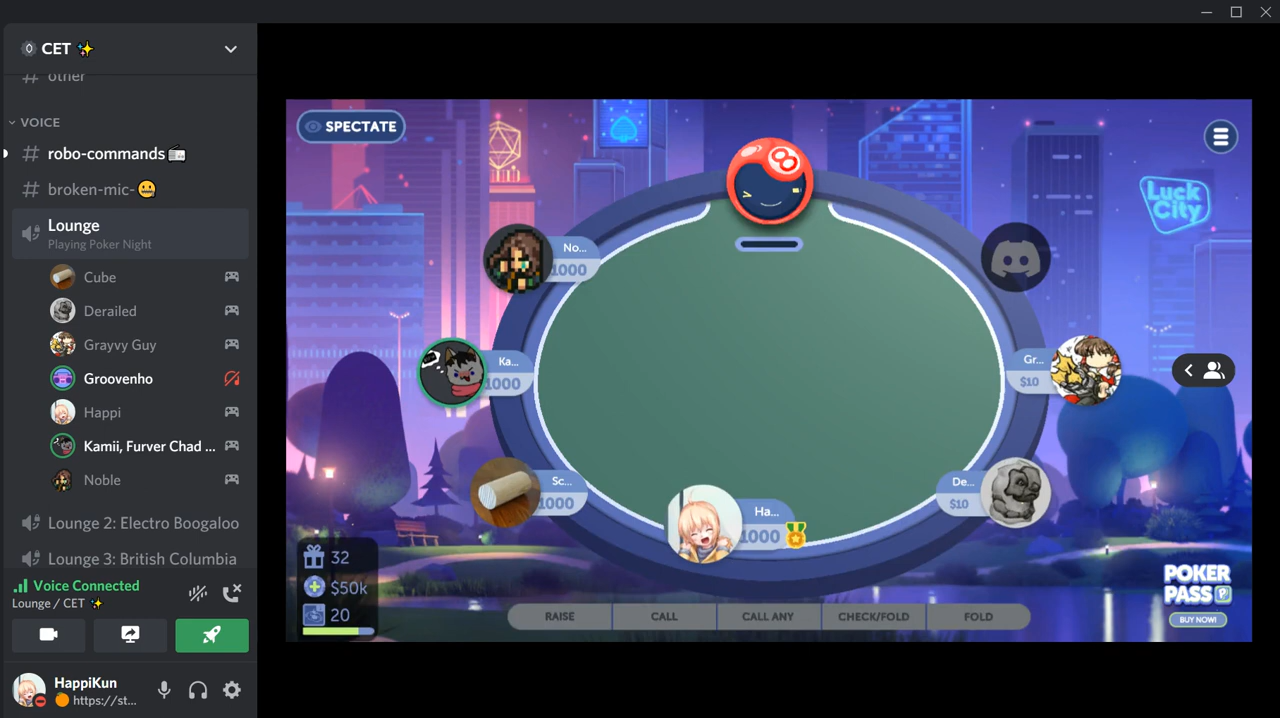 CET
other
VOICE
robo-commands
broken-mic-
Lounge
Playing Poker Night
Cube
Derailed
Grayvy Guy
Groovenho
Happi
Kamii, Furver Chad ...
Noble
Lounge 2: Electro Boogaloo
Lounge 3: British Columbia
Voice Connected
Lounge / CET
HappiKun
https://st...
SPECTATE
8
Luck
City
No...
1000
Ka...
1000
Gr...
$10
Sc...
1000
De...
$10
Ha...
1000
32
$50k
20
RAISE
CALL
CALL ANY
CHECK/FOLD
FOLD
POKER
PASS P
BUY NOW!